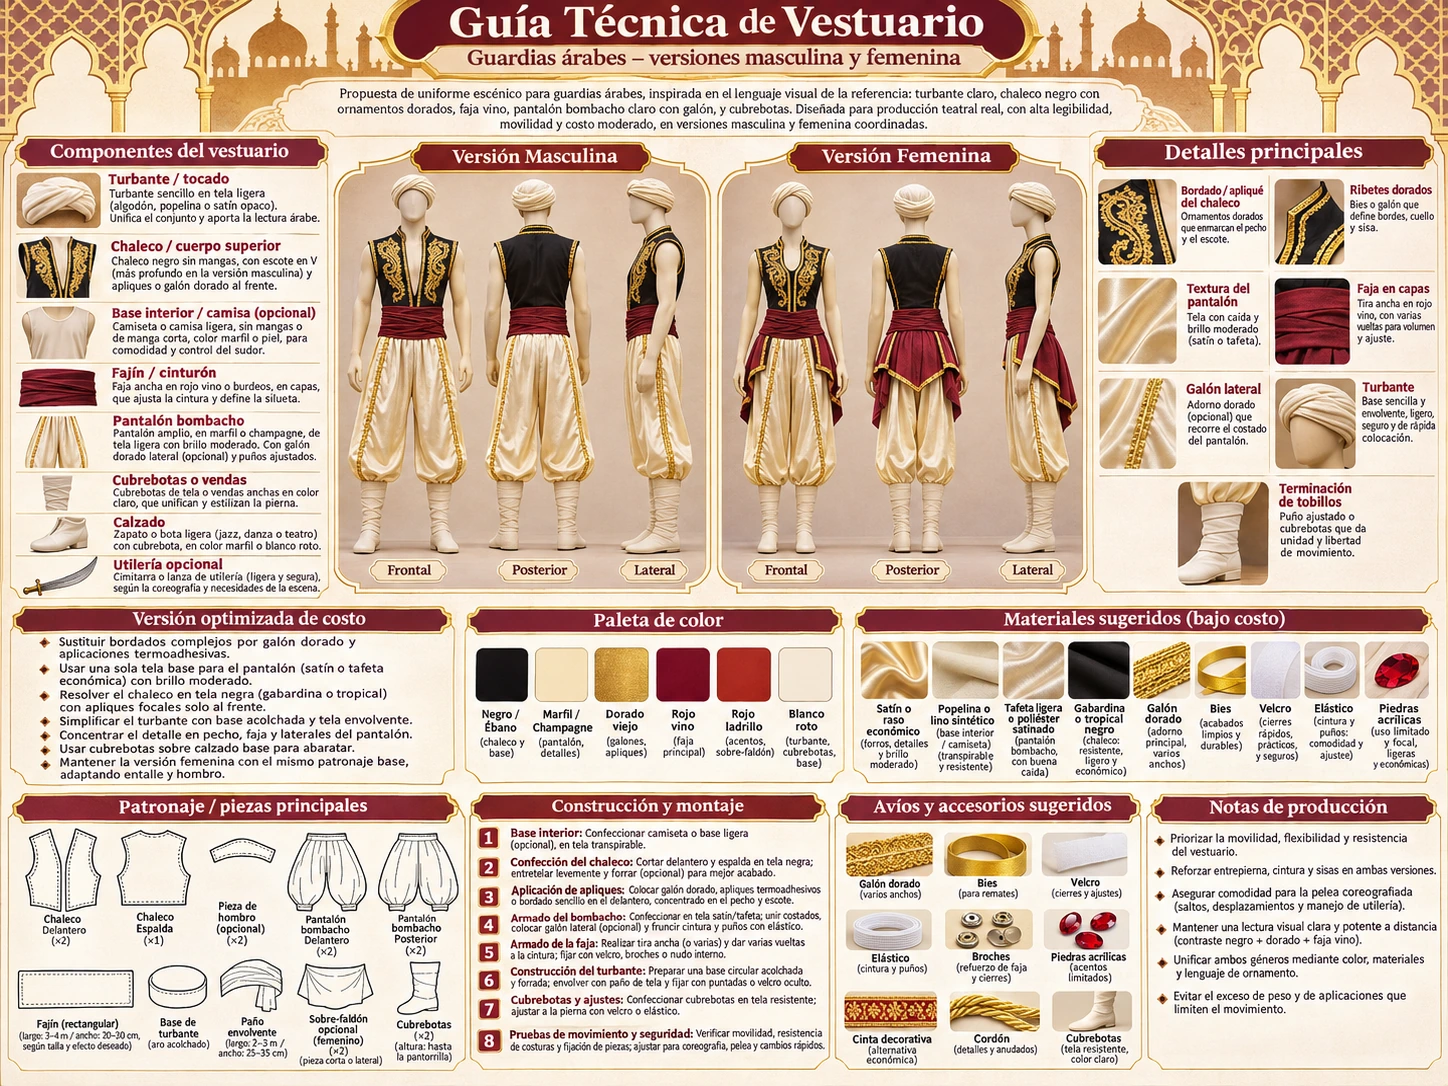 Guía Técnica de Vestuario
Guardias árabes – versiones masculina y femenina
Propuesta de uniforme escénico para guardias árabes, inspirada en el lenguaje visual de la referencia: turbante claro, chaleco negro con
ornamentos dorados, faja vino, pantalón bombacho claro con galón, y cubrebotas. Diseñada para producción teatral real, con alta legibilidad,
movilidad y costo moderado, en versiones masculina y femenina coordinadas.
Componentes del vestuario
Turbante / tocado
Turbante sencillo en tela ligera
(algodón, popelina o satín opaco).
Unifica el conjunto y aporta la lectura árabe.
Chaleco / cuerpo superior
Chaleco negro sin mangas, con escote en V
(más profundo en la versión masculina) y
apliques o galón dorado al frente.
Base interior / camisa (opcional)
Camiseta o camisa ligera, sin mangas o
de manga corta, color marfil o piel, para
comodidad y control del sudor.
Fajín / cinturón
Faja ancha en rojo vino o burdeos, en capas,
que ajusta la cintura y define la silueta.
Pantalón bombacho
Pantalón amplio, en marfil o champagne, de
tela ligera con brillo moderado. Con galón
dorado lateral (opcional) y puños ajustados.
Cubrebotas o vendas
Cubrebotas de tela o vendas anchas en color
claro, que unifican y estilizan la pierna.
Calzado
Zapato o bota ligera (jazz, danza o teatro)
con cubrebota, en color marfil o blanco roto.
Utilería opcional
Cimitarra o lanza de utilería (ligera y segura),
según la coreografía y necesidades de la escena.
Versión Masculina
Frontal
Posterior
Lateral
Versión Femenina
Frontal
Posterior
Lateral
Detalles principales
Bordado / apliqué
del chaleco
Ornamentos dorados
que enmarcan el pecho
y el escote.
Ribetes dorados
Bies o galón que
define bordes, cuello
y sisa.
Textura del
pantalón
Tela con caida y
brillo moderado
(satín o tafeta).
Faja en capas
Tira ancha en rojo
vino, con varias
vueltas para volumen
y ajuste.
Galón lateral
Adorno dorado
(opcional) que
recorre el costado
del pantalón.
Turbante
Base sencilla y
envolvente, ligero,
seguro y de rápida
colocación.
Terminación
de tobillos
Puño ajustado o
cubrebotas que da
unidad y libertad
de movimiento.
Versión optimizada de costo
Sustituir bordados complejos por galón dorado y
aplicaciones termoadhesivas.
Usar una sola tela base para el pantalón (satín o tafeta
económica) con brillo moderado.
Resolver el chaleco en tela negra (gabardina o tropical)
con apliques focales solo al frente.
Simplificar el turbante con base acolchada y tela envolvente.
Concentrar el detalle en pecho, faja y laterales del pantalón.
Usar cubrebotas sobre calzado base para abaratar.
Mantener la versión femenina con el mismo patronaje base,
adaptando entalle y hombro.
Paleta de color
Negro /
Ébano
(chaleco y
base)
Marfil /
Champagne
(pantalón,
detalles)
Dorado
viejo
(galones,
apliques)
Rojo
vino
(faja
principal)
Rojo
ladrillo
(acentos,
sobre-faldón)
Blanco
roto
(turbante,
cubrebotas,
base)
Materiales sugeridos (bajo costo)
Satín o
raso
económico
(forros, detalles
y brillo
moderado)
Popelina o
lino sintético
(base interior
/ camiseta)
(transpirable
y resistente)
Tafeta ligera
o poliéster
satinado
(pantalón
bombacho,
con buena
caída)
Gabardina
o tropical
negro
(chaleco:
resistente,
ligero y
económico)
Galón
dorado
(adorno
principal,
varios
anchos)
Bies
(acabados
limpios y
durables)
Velcro
(cierres
rápidos,
prácticos,
y seguros)
Elástico
(cintura y
puños:
comodidad y
ajustee)
Piedras
acrílicas
(uso limitado
y focal,
ligeras
y económicas)
Patronaje / piezas principales
Chaleco
Delantero
(×2)
Chaleco
Espalda
(×1)
Pieza de
hombro
(opcional)
(×2)
Pantalón
bombacho
Delantero
(×2)
Pantalón
bombacho
Posterior
(×2)
Fajín (rectangular)
(largo: 3–4 m / ancho: 20–30 cm,
según talla y efecto deseado)
Base de
turbante
(aro acolchado)
Paño
envolvente
(largo: 2–3 m /
ancho: 25–35 cm)
Sobre-faldón
opcional
(femenino)
(×2)
(pieza corta o lateral)
Cubrebotas
(×2)
(altura: hasta
la pantorrilla)
Construcción y montaje
1 Base interior: Confeccionar camiseta o base ligera
(opcional), en tela transpirable.
2 Confección del chaleco: Cortar delantero y espalda en tela negra;
entretelar levemente y forrar (opcional) para mejor acabado.
3 Aplicación de apliques: Colocar galón dorado, apliques termoadhesivos
o bordado sencillo en el delantero, concentrado en el pecho y escote.
4 Armado del bombacho: Confeccionar en tela satín/tafeta; unir costados,
colocar galón lateral (opcional) y fruncir cintura y puños con elástico.
5 Armado de la faja: Realizar tira ancha (o varias) y dar varias vueltas
a la cintura; fijar con velcro, broches o nudo interno.
6 Construcción del turbante: Preparar una base circular acolchada
y forrada; envolver con paño de tela y fijar con puntadas o velcro oculto.
7 Cubrebotas y ajustes: Confeccionar cubrebotas en tela resistente;
ajustar a la pierna con velcro o elástico.
8 Pruebas de movimiento y seguridad: Verificar movilidad, resistencia
de costuras y fijación de piezas; ajustar para coreografía, pelea y cambios rápidos.
Avíos y accesorios sugeridos
Galón dorado
(varios anchos)
Bies
(para remates)
Velcro
(cierres y ajustes)
Elástico
(cintura y puños)
Broches
(refuerzo de faja
y cierres)
Piedras acrílicas
(acentos
limitados)
Cinta decorativa
(alternativa
económica)
Cordón
(detalles y anudados)
Cubrebotas
(tela resistente,
color claro)
Notas de producción
Priorizar la movilidad, flexibilidad y resistencia
del vestuario.
Reforzar entrepierna, cintura y sisas en ambas versiones.
Asegurar comodidad para la pelea coreografiada
(saltos, desplazamientos y manejo de utilería).
Mantener una lectura visual clara y potente a distancia
(contraste negro + dorado + faja vino).
Unificar ambos géneros mediante color, materiales
y lenguaje de ornamento.
Evitar el exceso de peso y de aplicaciones que
limiten el movimiento.